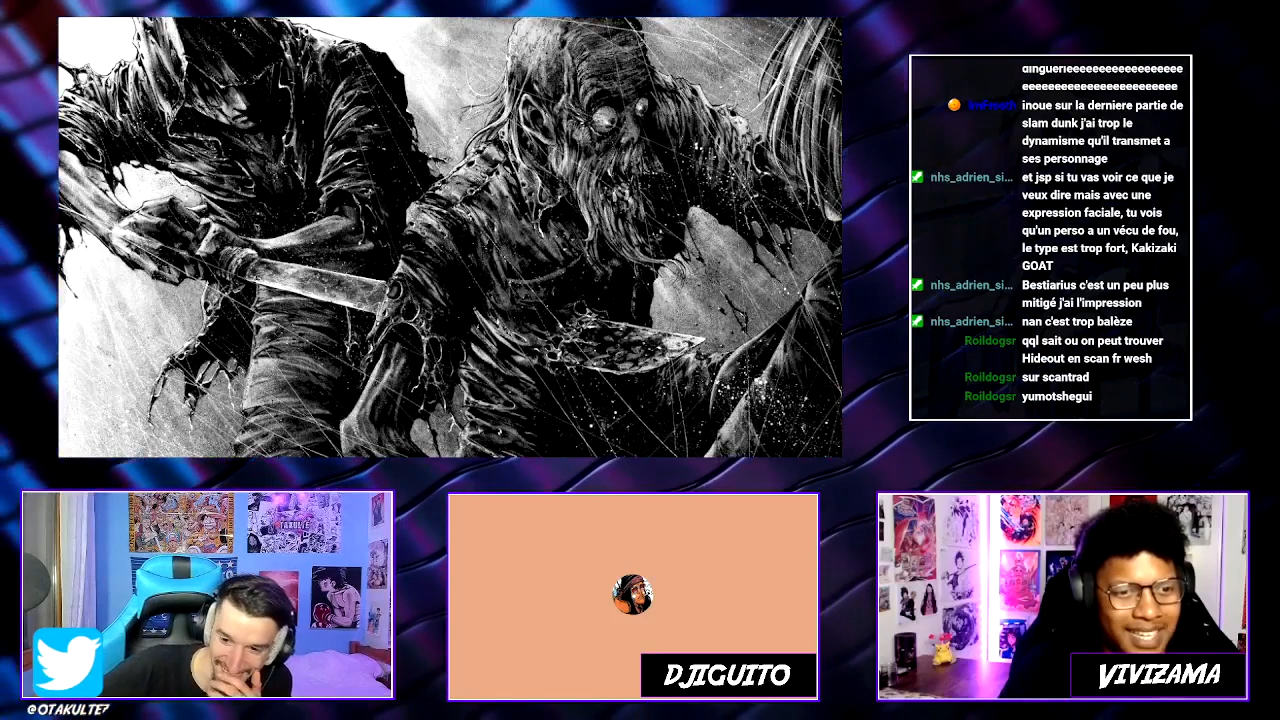 ainguerieeeeeeeeeeeeeeeeee
eeeeeeeeeeeeeeeeeeeeeeee
inoue sur la derniere partie de
slam dunk j'ai trop le
dynamisme qu'il transmet a
ses personnage
nhs_adrien_si... et jsp si tu vas voir ce que je
veux dire mais avec une
expression faciale, tu vois
qu'un perso a un vécu de fou,
le type est trop fort, Kakizaki
GOAT
nhs_adrien_si... Bestiarius c'est un peu plus
mitigé j'ai l'impression
nhs_adrien_si... nan c'est trop balèze
Roildogsr qql sait ou on peut trouver
Hideout en scan fr wesh
Roildogsr sur scantrad
Roildogsr yumotshegui
OTAKULTE
DJIGUITO
VIVIZAMA
@OTAKULTE7